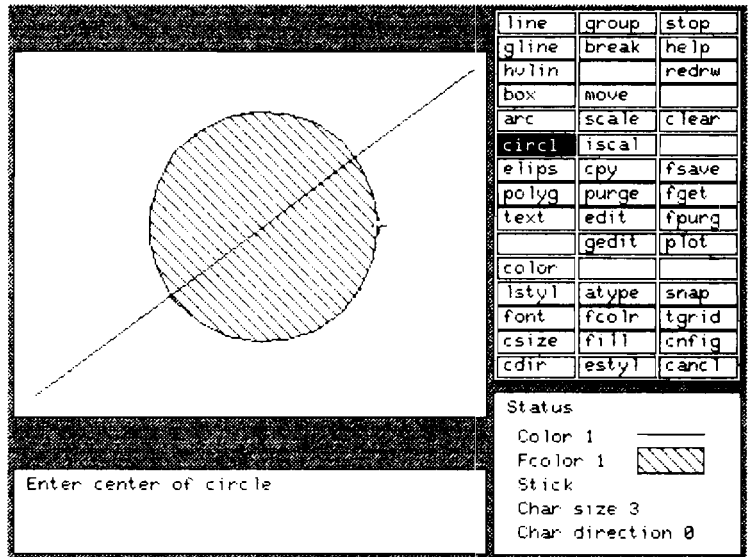 line group stop
gline break help
hvlin redrw
box move
arc scale clear
circl iscal
elips cpy fsave
polyg purge fget
text edit fpurg
gedit plot
color
lstyl atype snap
font fcolr tgrid
csize fill cnfig
cdir estyl cancl
Status
Color 1
Fcolor 1
Stick
Char size 3
Char direction 0
Enter center of circle